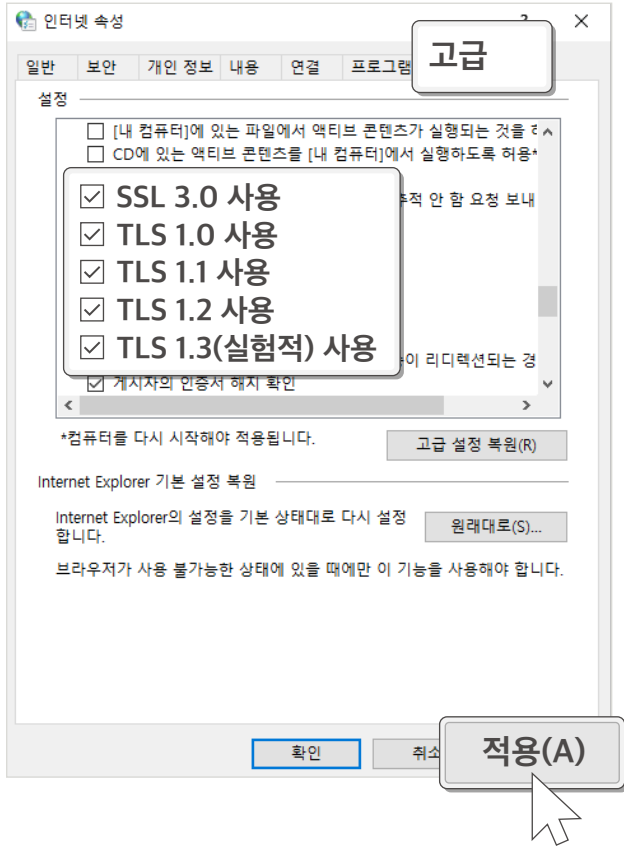 인터넷 속성
고급
일반 보안 개인 정보 내용 연결 프로그램
설정
[내 컴퓨터]에 있는 파일에서 액티브 콘텐츠가 실행되는 것을
CD에 있는 액티브 콘텐츠를 [내 컴퓨터]에서 실행하도록 허용*
안 함 요청 보내
SSL 3.0 사용
TLS 1.0 사용
TLS 1.1 사용
TLS 1.2 사용
TLS 1.3(실험적) 사용
리디렉션되는 경
게시자의 인증서 해지 확인
*컴퓨터를 다시 시작해야 적용됩니다.
고급 설정 복원(R)
Internet Explorer 기본 설정 복원
Internet Explorer의 설정을 기본 상태대로 다시 설정
합니다.
원래대로(S)...
브라우저가 사용 불가능한 상태에 있을 때에만 이 기능을 사용해야 합니다.
확인 취소 적용(A)